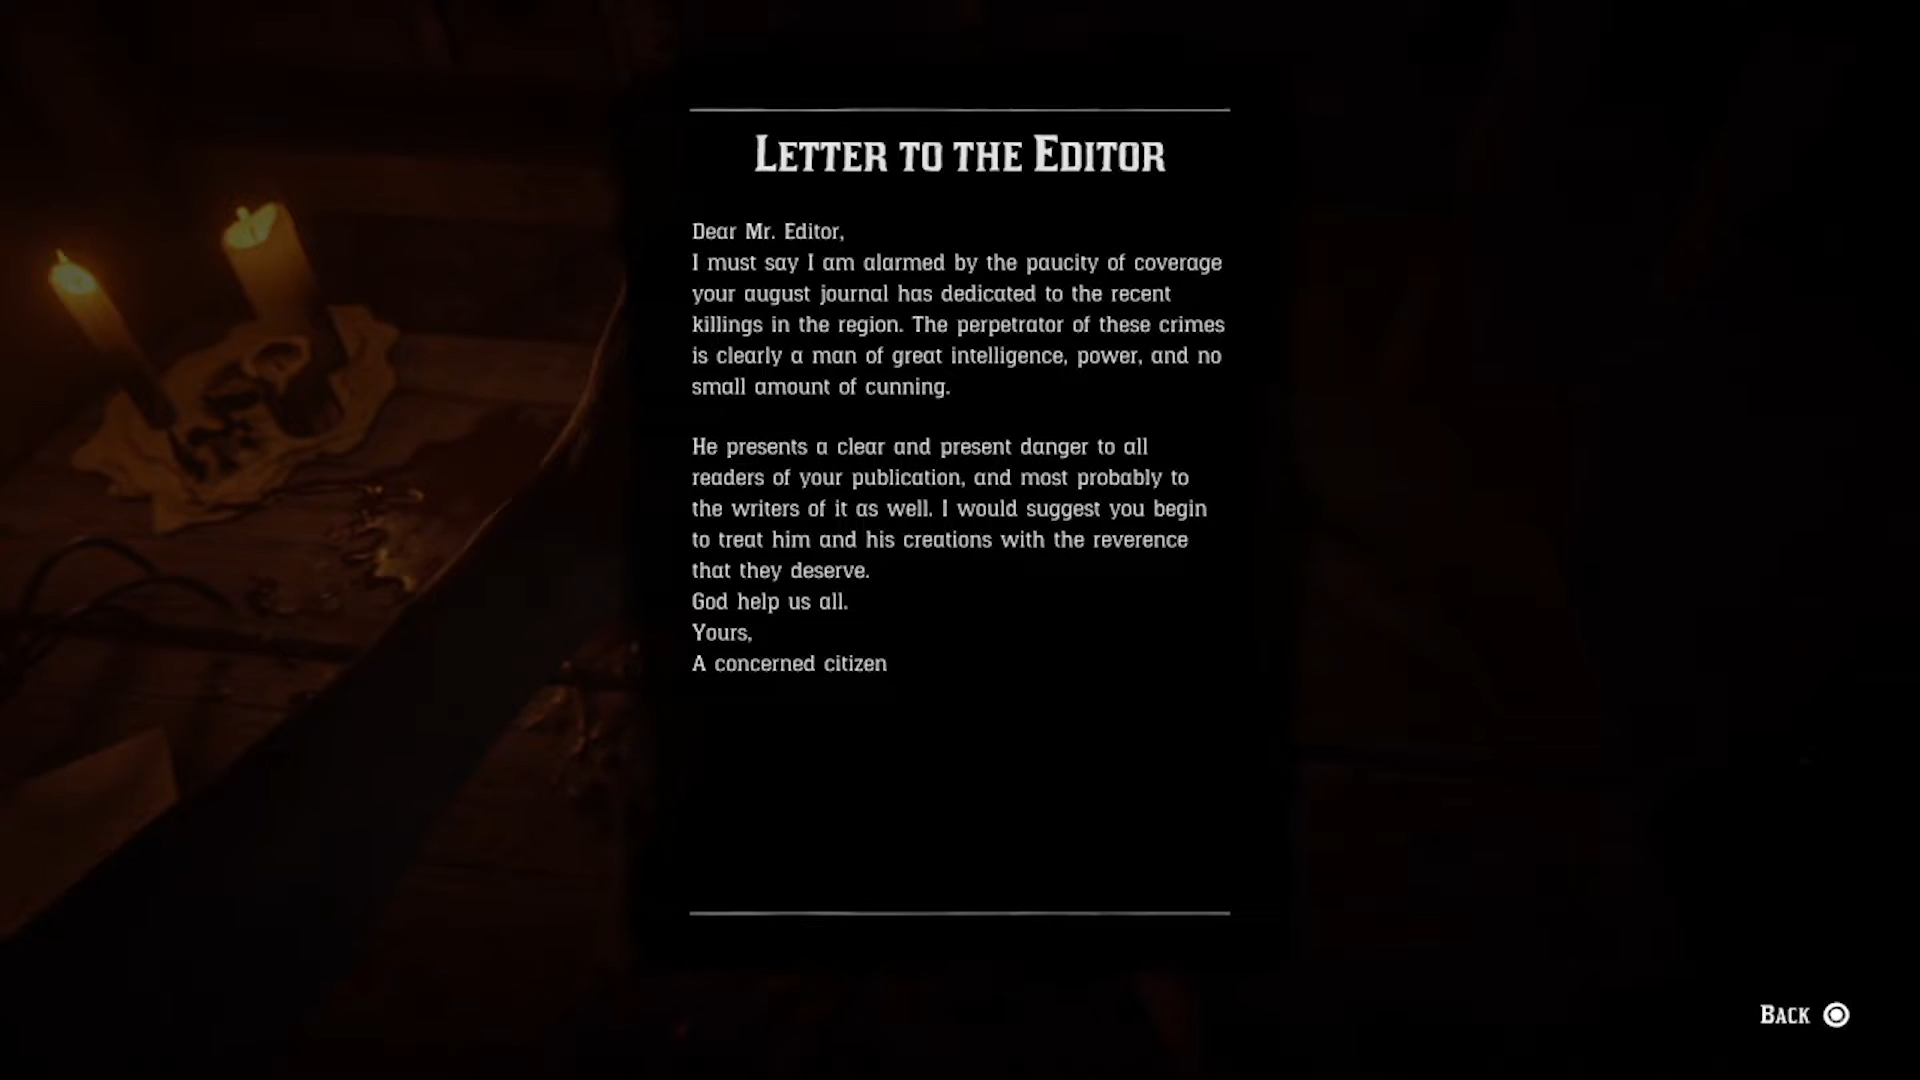 Letter to the Editor
Dear Mr. Editor,
I must say I am alarmed by the paucity of coverage
your august journal has dedicated to the recent
killings in the region. The perpetrator of these crimes
is clearly a man of great intelligence, power, and no
small amount of cunning.
He presents a clear and present danger to all
readers of your publication, and most probably to
the writers of it as well. I would suggest you begin
to treat him and his creations with the reverence
that they deserve.
God help us all.
Yours,
A concerned citizen
Back